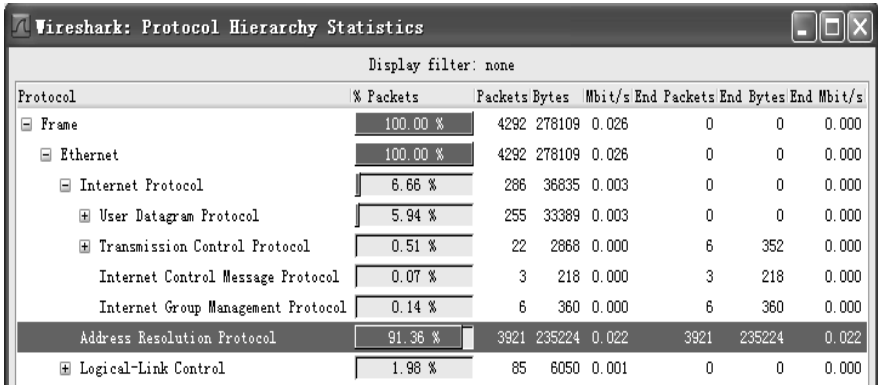 Wireshark: Protocol Hierarchy Statistics
Display filter: none
Protocol % Packets Packets Bytes Mbit/s End Packets End Bytes End Mbit/s
Frame 100.00 % 4292 278109 0.026 0 0 0.000
Ethernet 100.00 % 4292 278109 0.026 0 0 0.000
Internet Protocol 6.66 % 286 36835 0.003 0 0 0.000
User Datagram Protocol 5.94 % 255 33389 0.003 0 0 0.000
Transmission Control Protocol 0.51 % 22 2868 0.000 6 352 0.000
Internet Control Message Protocol 0.07 % 3 218 0.000 3 218 0.000
Internet Group Management Protocol 0.14 % 6 360 0.000 6 360 0.000
Address Resolution Protocol 91.36 % 3921 235224 0.022 3921 235224 0.022
Logical-Link Control 1.98 % 85 6050 0.001 0 0 0.000